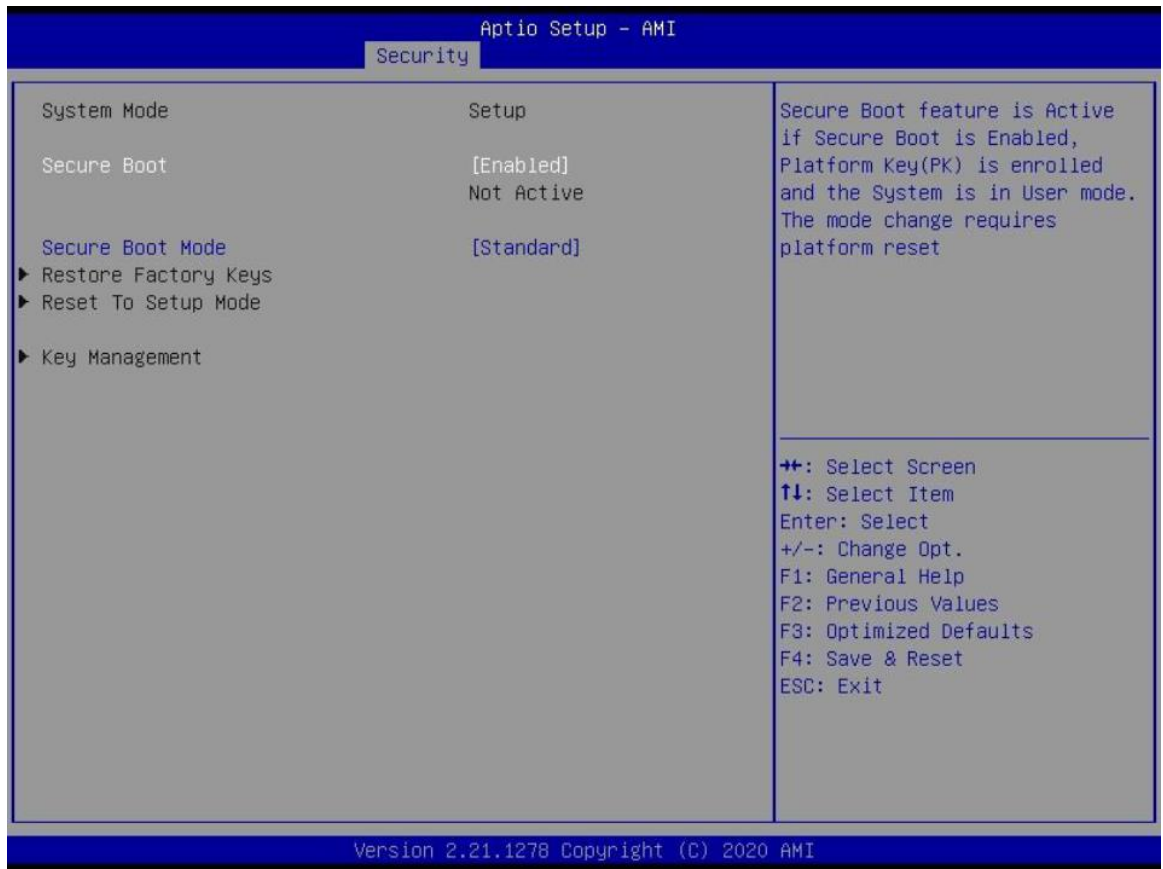 Aptio Setup – AMI
Security
System Mode Setup
Secure Boot [Enabled]
Not Active
Secure Boot Mode [Standard]
▶ Restore Factory Keys
▶ Reset To Setup Mode
▶ Key Management
Secure Boot feature is Active
if Secure Boot is Enabled,
Platform Key(PK) is enrolled
and the System is in User mode.
The mode change requires
platform reset
→←: Select Screen
↑↓: Select Item
Enter: Select
+/-: Change Opt.
F1: General Help
F2: Previous Values
F3: Optimized Defaults
F4: Save & Reset
ESC: Exit
Version 2.21.1278 Copyright (C) 2020 AMI